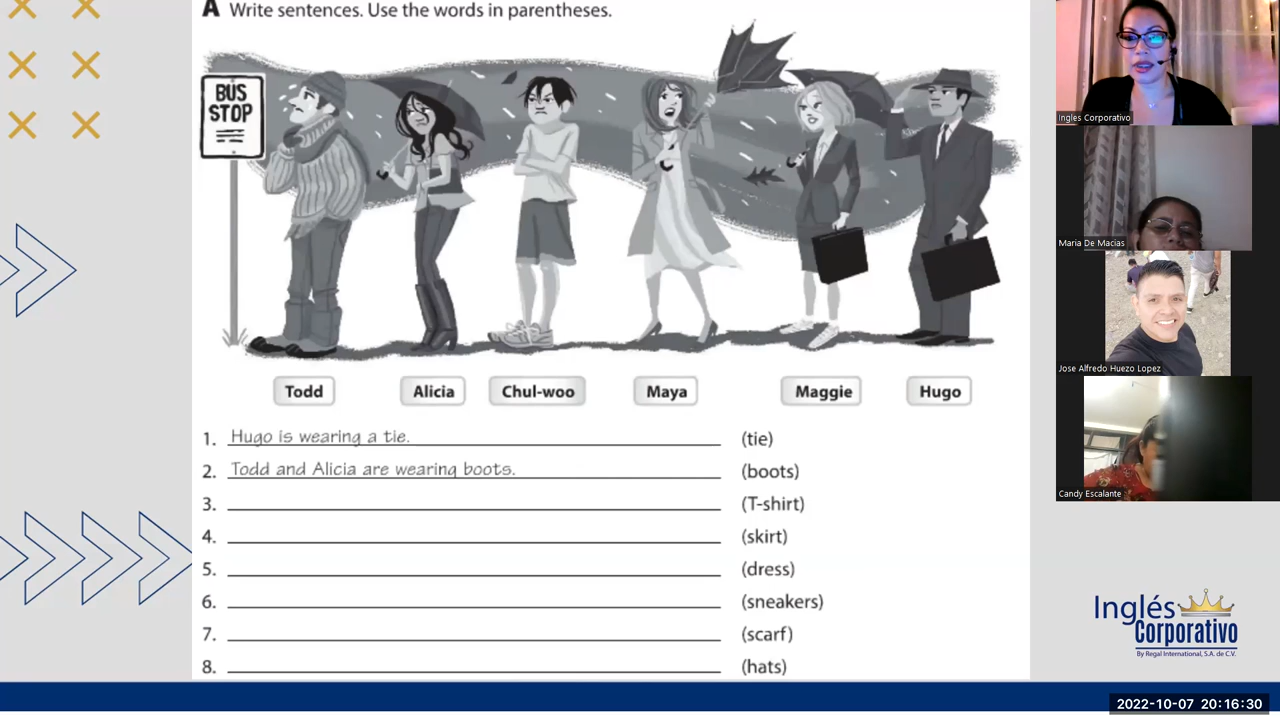 A Write sentences. Use the words in parentheses.
BUS
STOP
Todd
Alicia
Chul-woo
Maya
Maggie
Hugo
1. Hugo is wearing a tie. (tie)
2. Todd and Alicia are wearing boots. (boots)
3. (T-shirt)
4. (skirt)
5. (dress)
6. (sneakers)
7. (scarf)
8. (hats)
Ingles Corporativo
Maria De Macias
Jose Alfredo Huezo Lopez
Candy Escalante
Inglés
Corporativo
By Regal International, S.A. de C.V.
2022-10-07 20:16:30